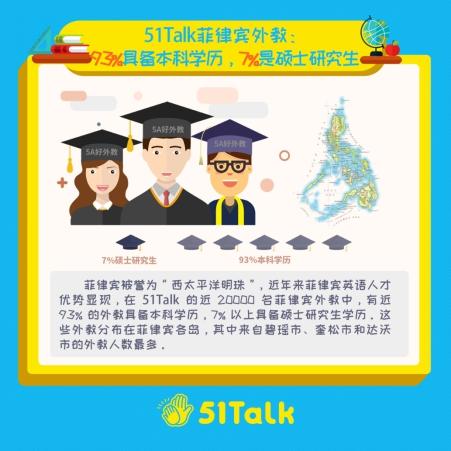 51Talk菲律宾外教：
93%具备本科学历，7%是硕士研究生
5A好外教
5A好外教
5A好外教
7%硕士研究生
93%本科学历
菲律宾被誉为“西太平洋明珠”，近年来菲律宾英语人才
优势显现，在 51Talk 的近 20000 名菲律宾外教中，有近
93% 的外教具备本科学历，7% 以上具备硕士研究生学历。这
些外教分布在菲律宾各岛，其中来自碧瑶市、奎松市和达沃
市的外教人数最多。
51Talk